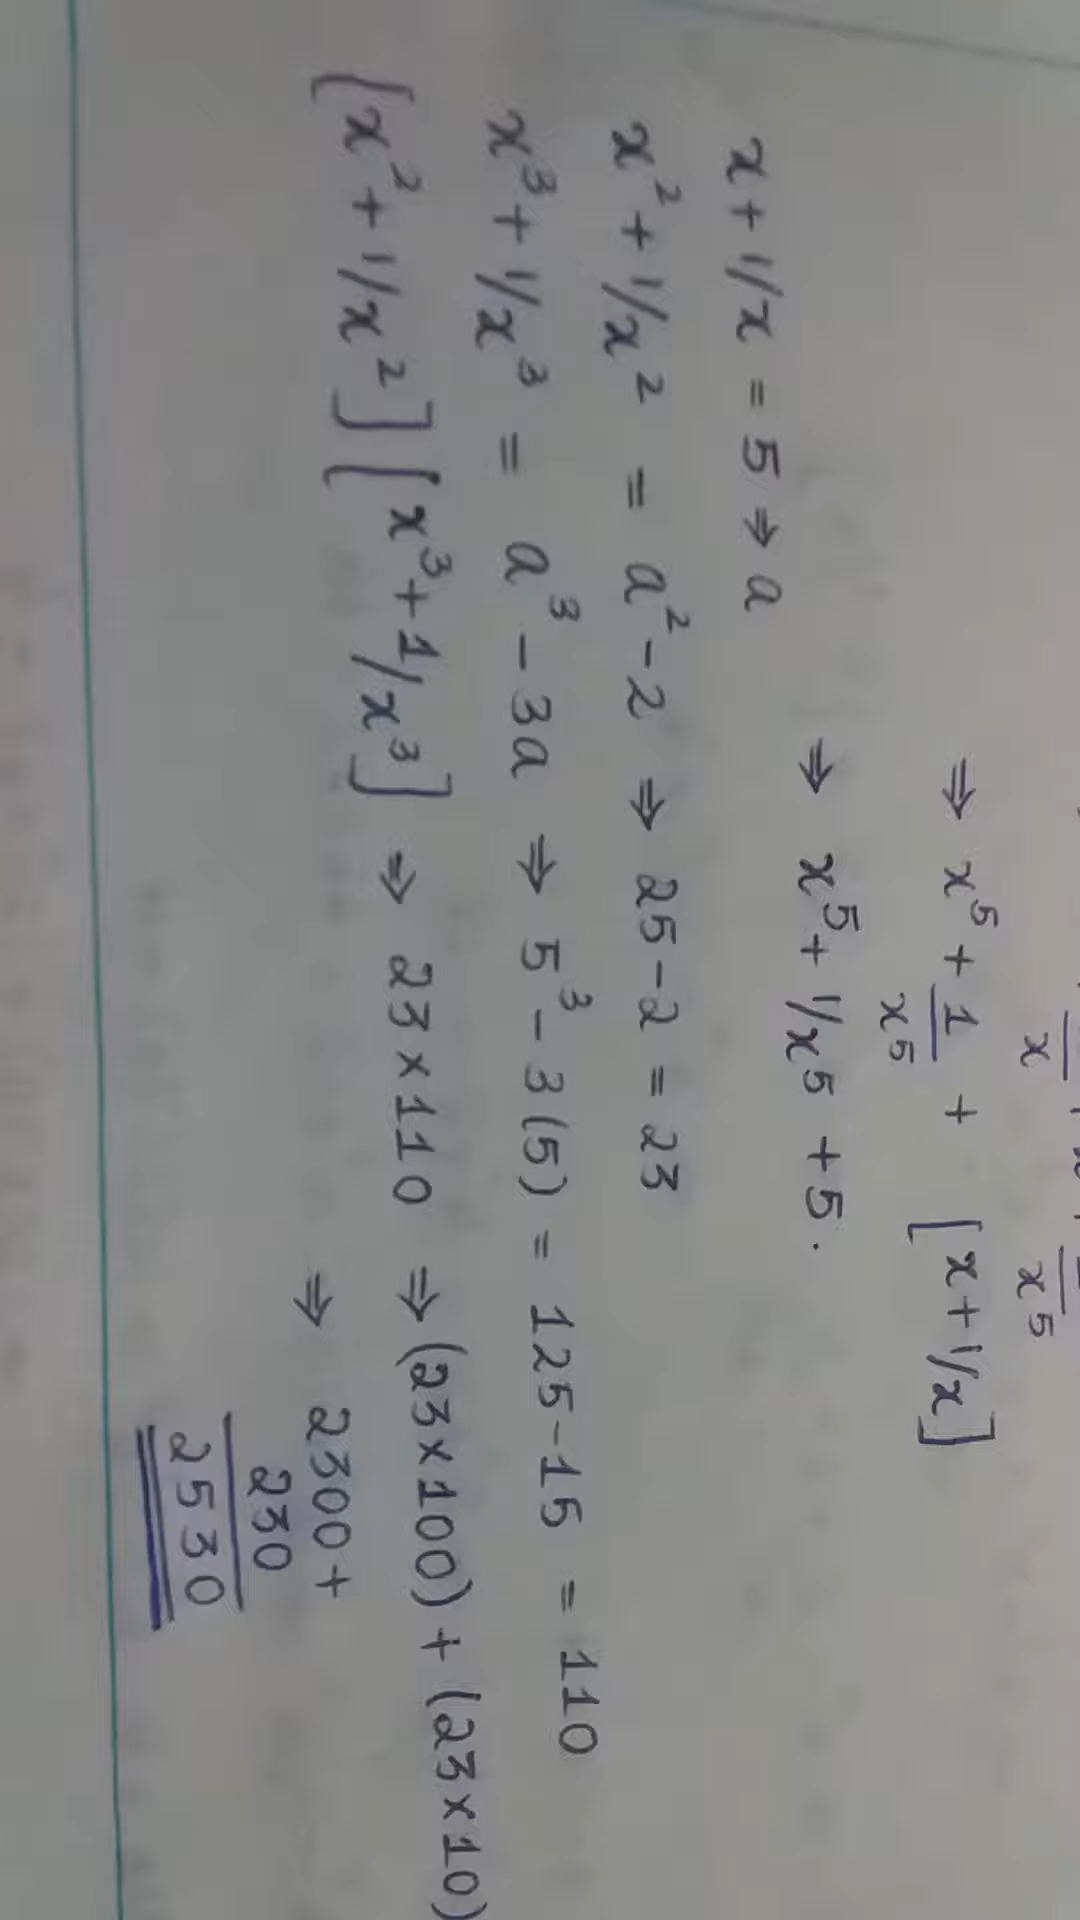 x
x⁵
⇒ x⁵ + 1/x⁵ + [x + 1/x]
⇒ x⁵ + 1/x⁵ + 5.
x + 1/x = 5 ⇒ a
x² + 1/x² = a² - 2 ⇒ 25 - 2 = 23
x³ + 1/x³ = a³ - 3a ⇒ 5³ - 3(5) = 125 - 15 = 110
[x² + 1/x²] [x³ + 1/x³] ⇒ 23 × 110 ⇒ (23 × 100) + (23 × 10)
⇒ 2300 +
230
2530